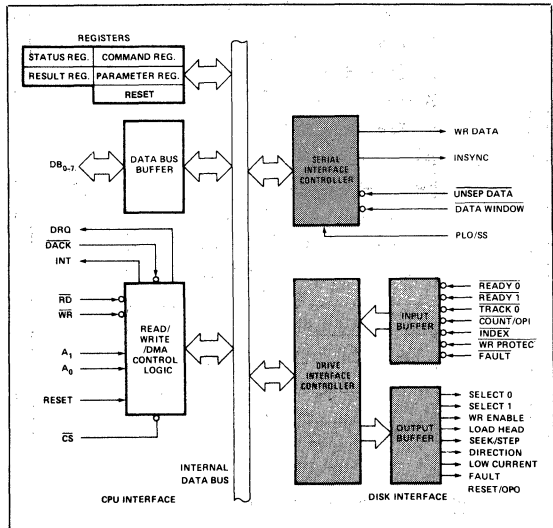 REGISTERS
STATUS REG. COMMAND REG.
RESULT REG. PARAMETER REG.
RESET
DB0-7
DATA BUS
BUFFER
DRQ
DACK
INT
RD
WR
A1
A0
RESET
CS
READ/
WRITE
/DMA
CONTROL
LOGIC
INTERNAL
DATA BUS
CPU INTERFACE
SERIAL
INTERFACE
CONTROLLER
WR DATA
INSYNC
UNSEP DATA
DATA WINDOW
PLO/SS
DRIVE
INTERFACE
CONTROLLER
INPUT
BUFFER
READY 0
READY 1
TRACK 0
COUNT/OPI
INDEX
WR PROTEC
FAULT
OUTPUT
BUFFER
SELECT 0
SELECT 1
WR ENABLE
LOAD HEAD
SEEK/STEP
DIRECTION
LOW CURRENT
FAULT
RESET/OPO
DISK INTERFACE